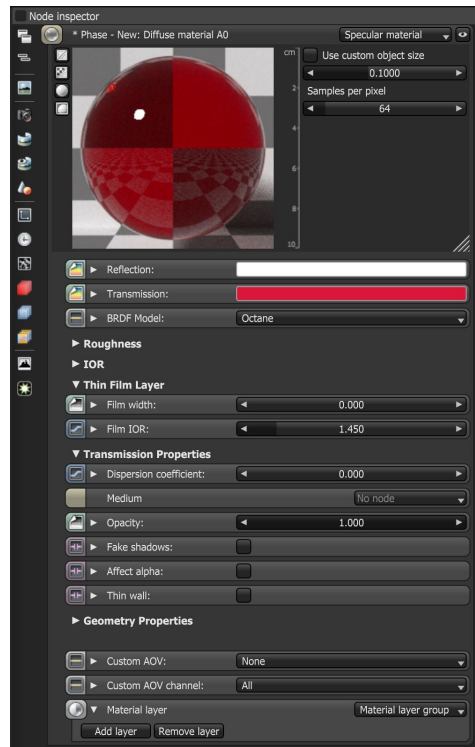 Node inspector
* Phase - New: Diffuse material A0
Specular material
cm
2
4
6
8
10
Use custom object size
0.1000
Samples per pixel
64
Reflection:
Transmission:
BRDF Model: Octane
Roughness
IOR
Thin Film Layer
Film width: 0.000
Film IOR: 1.450
Transmission Properties
Dispersion coefficient: 0.000
Medium No node
Opacity: 1.000
Fake shadows:
Affect alpha:
Thin wall:
Geometry Properties
Custom AOV: None
Custom AOV channel: All
Material layer Material layer group
Add layer Remove layer